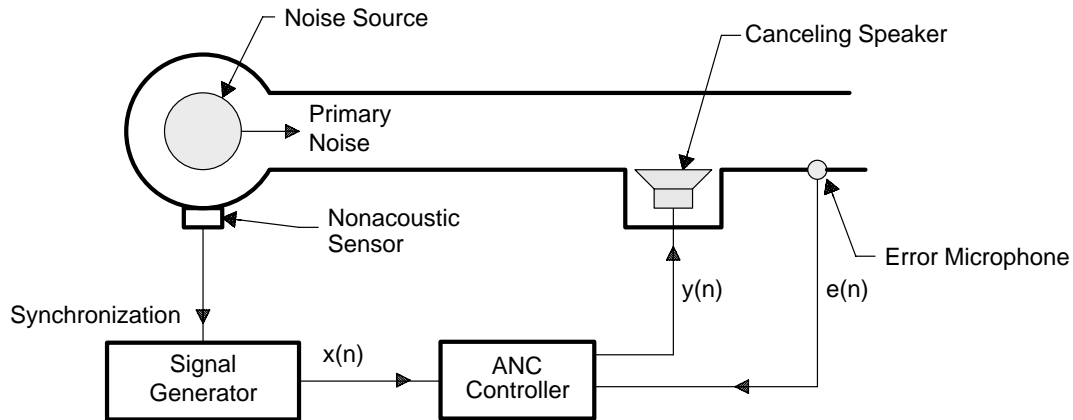 Noise Source
Canceling Speaker
Primary
Noise
Nonacoustic
Sensor
Error Microphone
y(n)
e(n)
Synchronization
x(n)
Signal
Generator
ANC
Controller